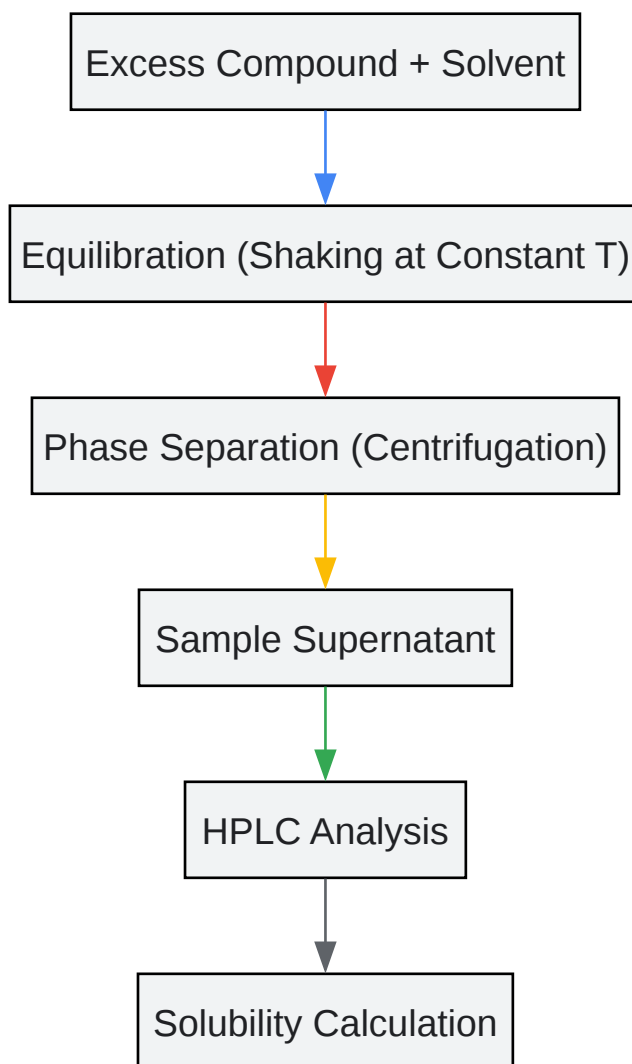 Excess Compound + Solvent
Equilibration (Shaking at Constant T)
Phase Separation (Centrifugation)
Sample Supernatant
HPLC Analysis
Solubility Calculation